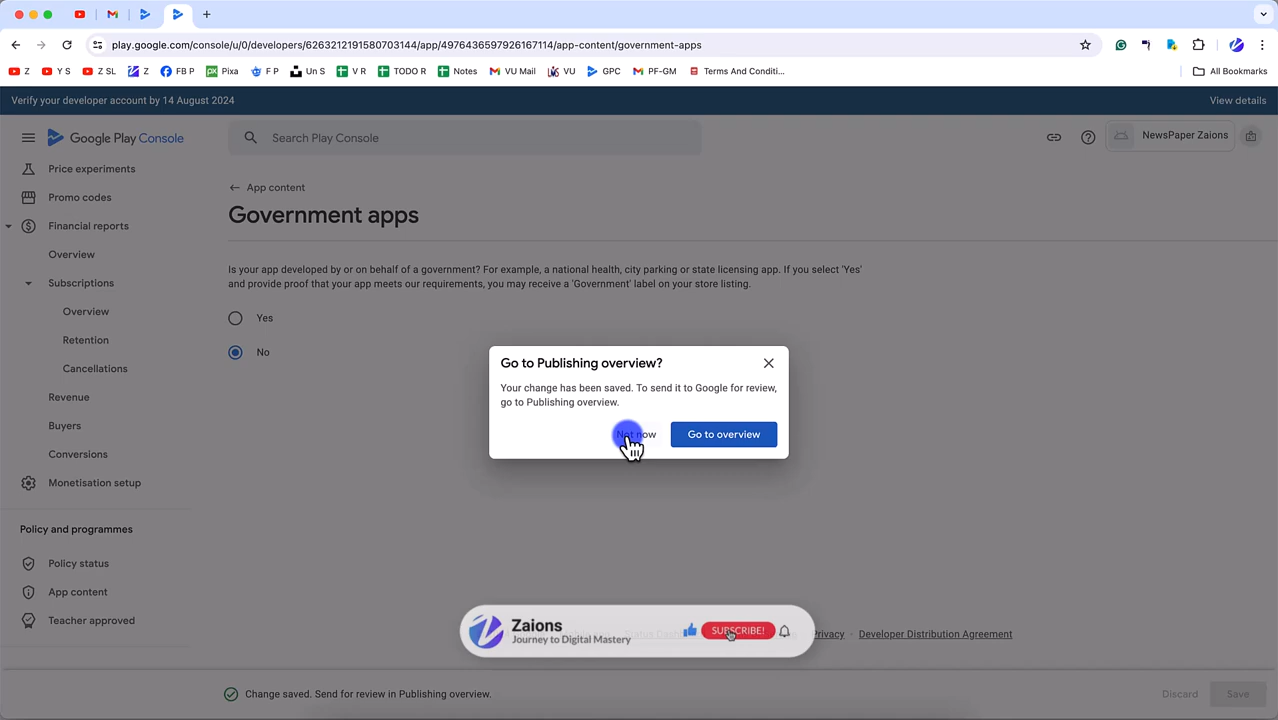 play.google.com/console/u/0/developers/6263212191580703144/app/4976436597926167114/app-content/government-apps
Z
Y S
Z SL
Z
FB P
Pixa
F P
Un S
V R
TODO R
Notes
VU Mail
VU
GPC
PF-GM
Terms And Conditi...
All Bookmarks
Verify your developer account by 14 August 2024
View details
Google Play Console
Search Play Console
NewsPaper Zaions
Price experiments
Promo codes
Financial reports
Overview
Subscriptions
Overview
Retention
Cancellations
Revenue
Buyers
Conversions
Monetisation setup
Policy and programmes
Policy status
App content
Teacher approved
App content
Government apps
Is your app developed by or on behalf of a government? For example, a national health, city parking or state licensing app. If you select 'Yes'
and provide proof that your app meets our requirements, you may receive a 'Government' label on your store listing.
Yes
No
Go to Publishing overview?
Your change has been saved. To send it to Google for review,
go to Publishing overview.
Not now
Go to overview
Zaions
Journey to Digital Mastery
SUBSCRIBE!
Privacy
Developer Distribution Agreement
Change saved. Send for review in Publishing overview.
Discard
Save